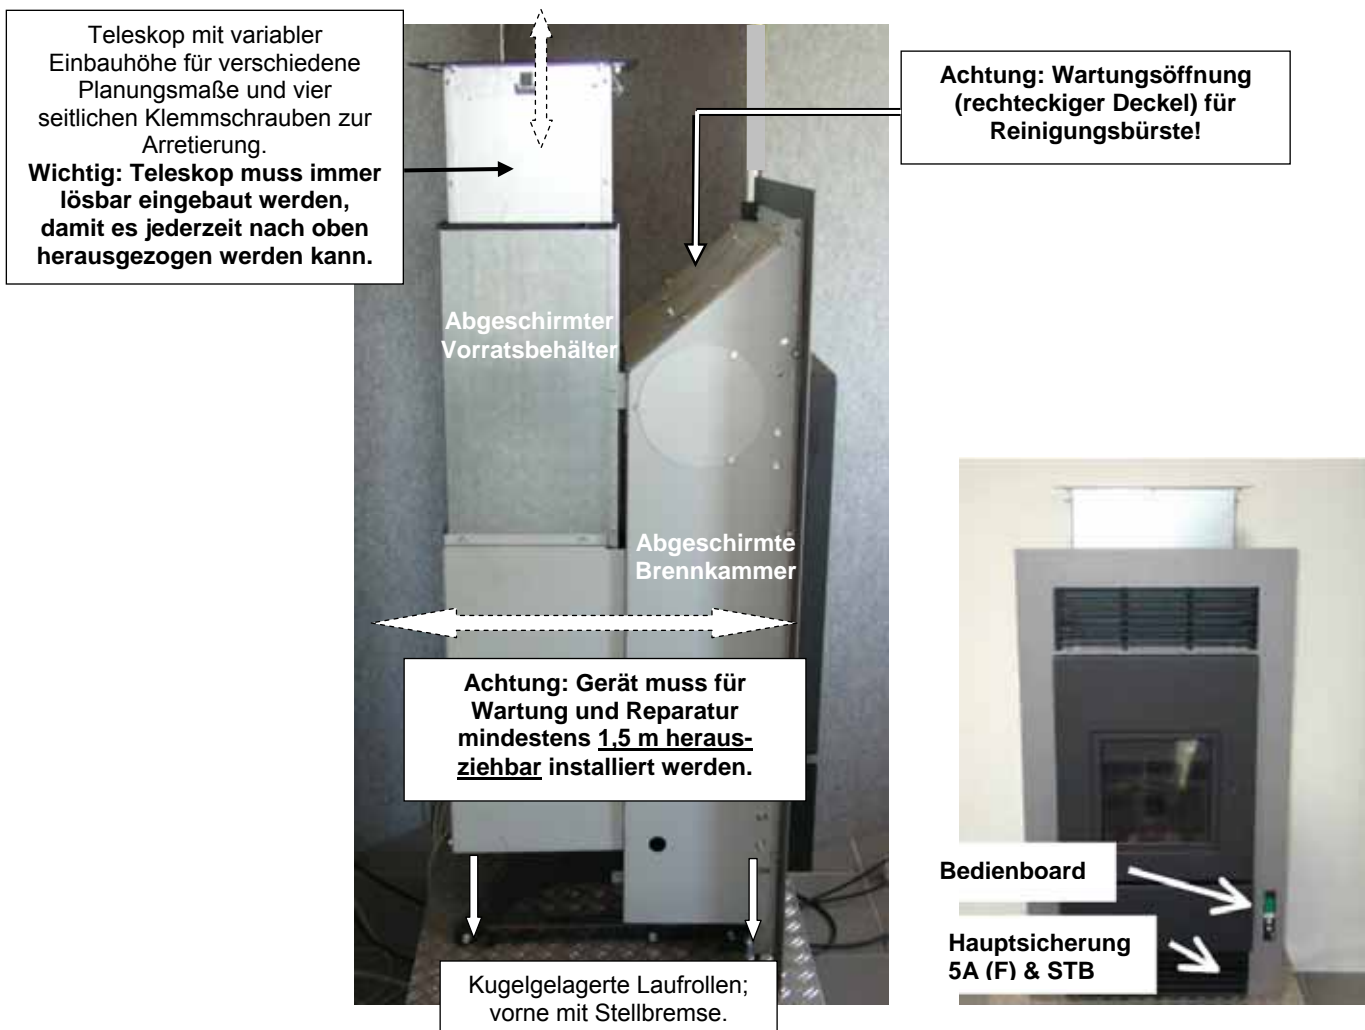 Teleskop mit variabler
Einbauhöhe für verschiedene
Planungsmaße und vier
seitlichen Klemmschrauben zur
Arretierung.
Wichtig: Teleskop muss immer
lösbar eingebaut werden,
damit es jederzeit nach oben
herausgezogen werden kann.
Achtung: Wartungsöffnung
(rechteckiger Deckel) für
Reinigungsbürste!
Abgeschirmter
Vorratsbehälter
Abgeschirmte
Brennkammer
Achtung: Gerät muss für
Wartung und Reparatur
mindestens 1,5 m heraus-
ziehbar installiert werden.
Kugelgelagerte Laufrollen;
vorne mit Stellbremse.
Bedienboard
Hauptsicherung
5A (F) & STB